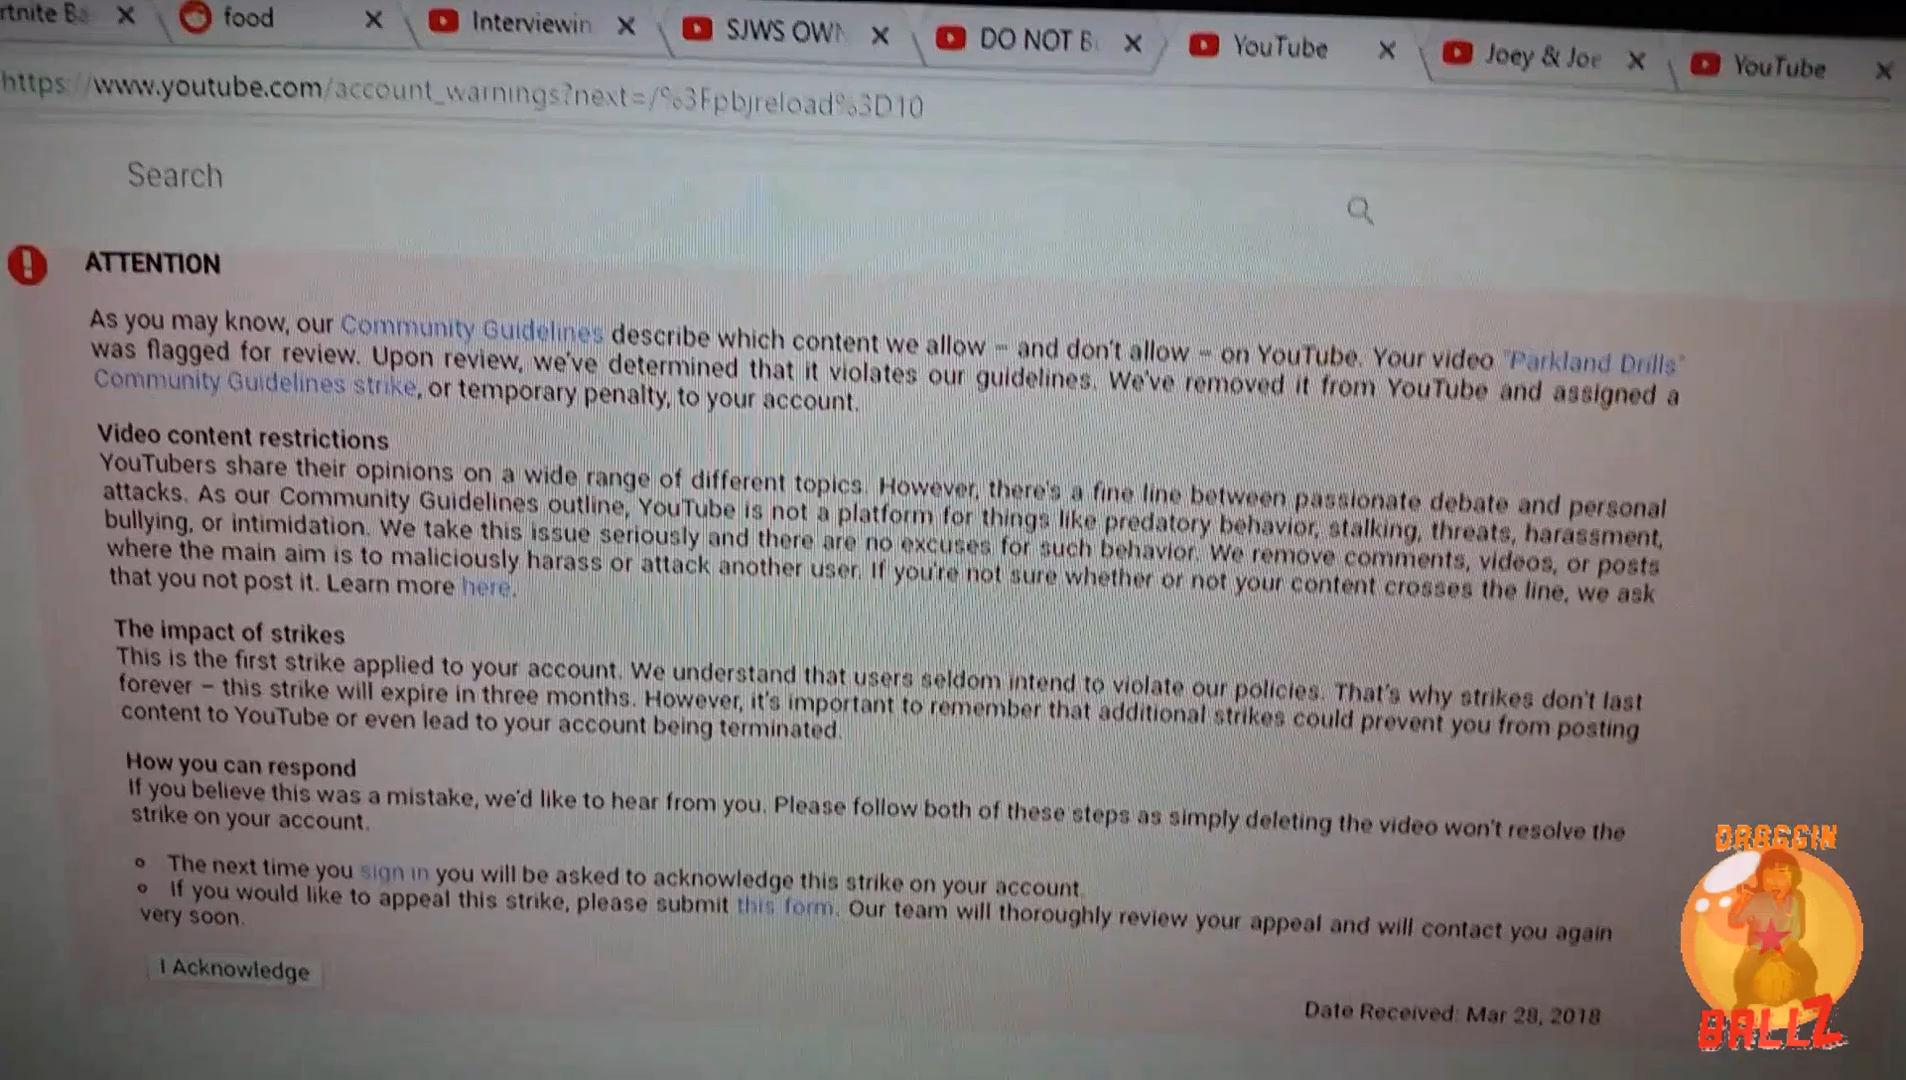 rtnite Ba
food
Interviewin
SJWS OWN
DO NOT B
YouTube
Joey & Joe
YouTube
https://www.youtube.com/account_warnings?next=/%3Fpbjreload%3D10
Search
ATTENTION
As you may know, our Community Guidelines describe which content we allow – and don't allow – on YouTube. Your video "Parkland Drills"
was flagged for review. Upon review, we've determined that it violates our guidelines. We've removed it from YouTube and assigned a
Community Guidelines strike, or temporary penalty, to your account.
Video content restrictions
YouTubers share their opinions on a wide range of different topics. However, there's a fine line between passionate debate and personal
attacks. As our Community Guidelines outline, YouTube is not a platform for things like predatory behavior, stalking, threats, harassment,
bullying, or intimidation. We take this issue seriously and there are no excuses for such behavior. We remove comments, videos, or posts
where the main aim is to maliciously harass or attack another user. If you're not sure whether or not your content crosses the line, we ask
that you not post it. Learn more here.
The impact of strikes
This is the first strike applied to your account. We understand that users seldom intend to violate our policies. That's why strikes don't last
forever – this strike will expire in three months. However, it's important to remember that additional strikes could prevent you from posting
content to YouTube or even lead to your account being terminated.
How you can respond
If you believe this was a mistake, we'd like to hear from you. Please follow both of these steps as simply deleting the video won't resolve the
strike on your account.
The next time you sign in you will be asked to acknowledge this strike on your account.
If you would like to appeal this strike, please submit this form. Our team will thoroughly review your appeal and will contact you again
very soon.
I Acknowledge
Date Received: Mar 28, 2018
BALLZ